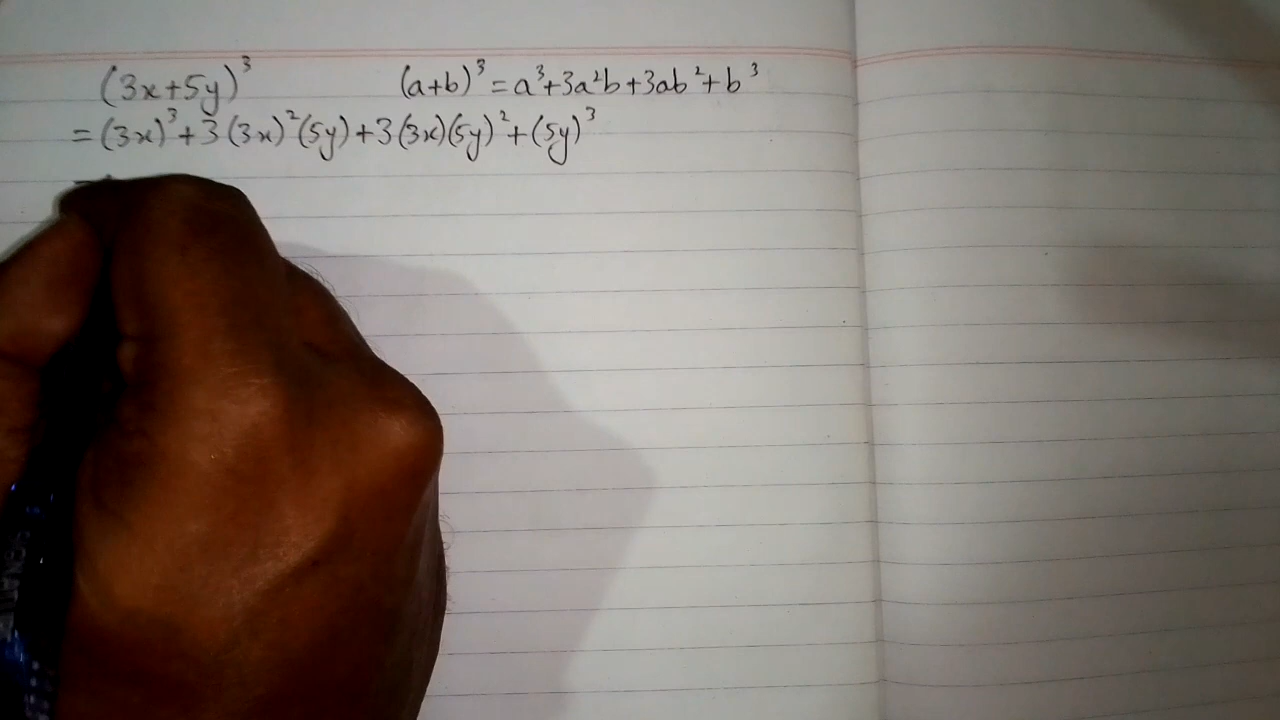 (3x+5y)³ (a+b)³ = a³+3a²b+3ab²+b³
= (3x)³+3(3x)²(5y)+3(3x)(5y)²+(5y)³